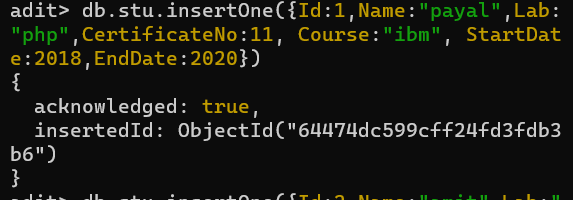 adit> db.stu.insertOne({Id:1,Name:"payal",Lab:
"php",CertificateNo:11, Course:"ibm", StartDat
e:2018,EndDate:2020})
{
  acknowledged: true,
  insertedId: ObjectId("64474dc599cff24fd3fdb3
b6")
}
adit> db.stu.insertOne({Id:2,Name:"amit",Lab:"